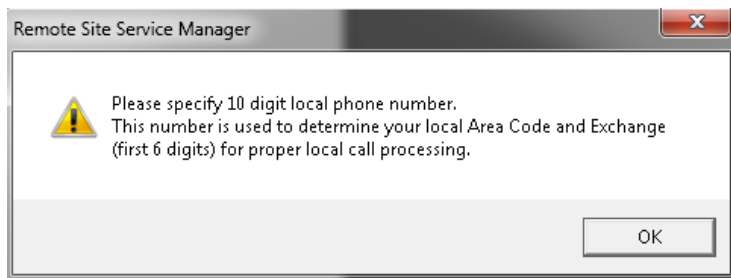 Remote Site Service Manager
Please specify 10 digit local phone number.
This number is used to determine your local Area Code and Exchange
(first 6 digits) for proper local call processing.
OK